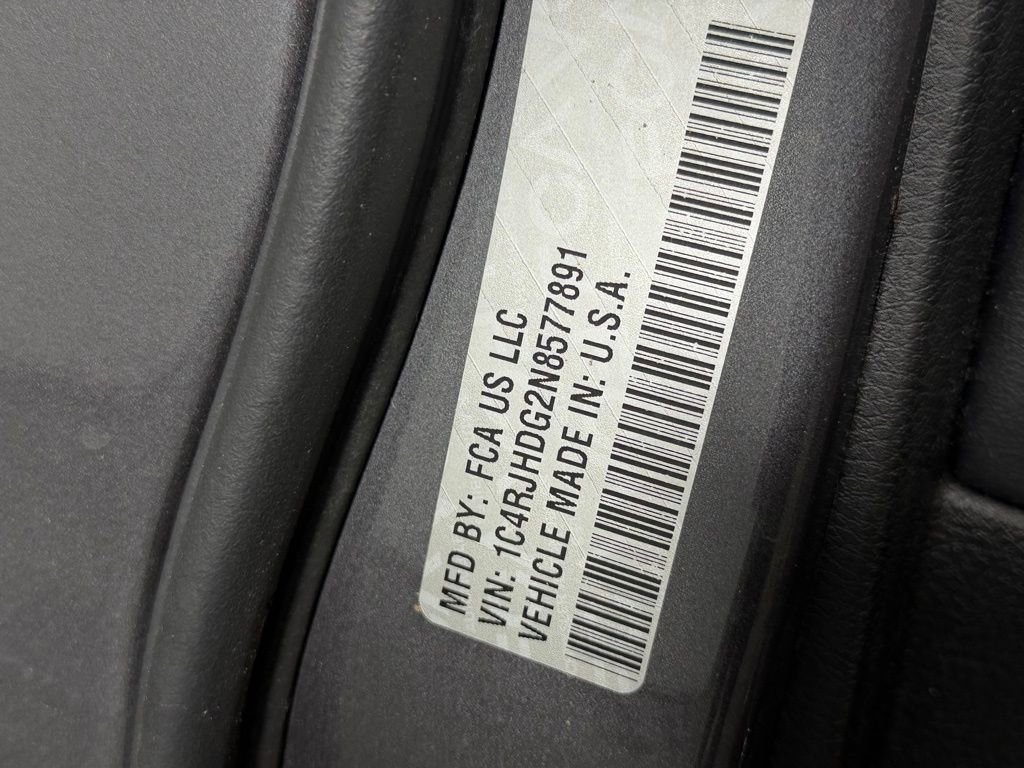 MFD BY: FCA US LLC
VIN: 1C4RJHDG2N8577891
VEHICLE MADE IN: U.S.A.